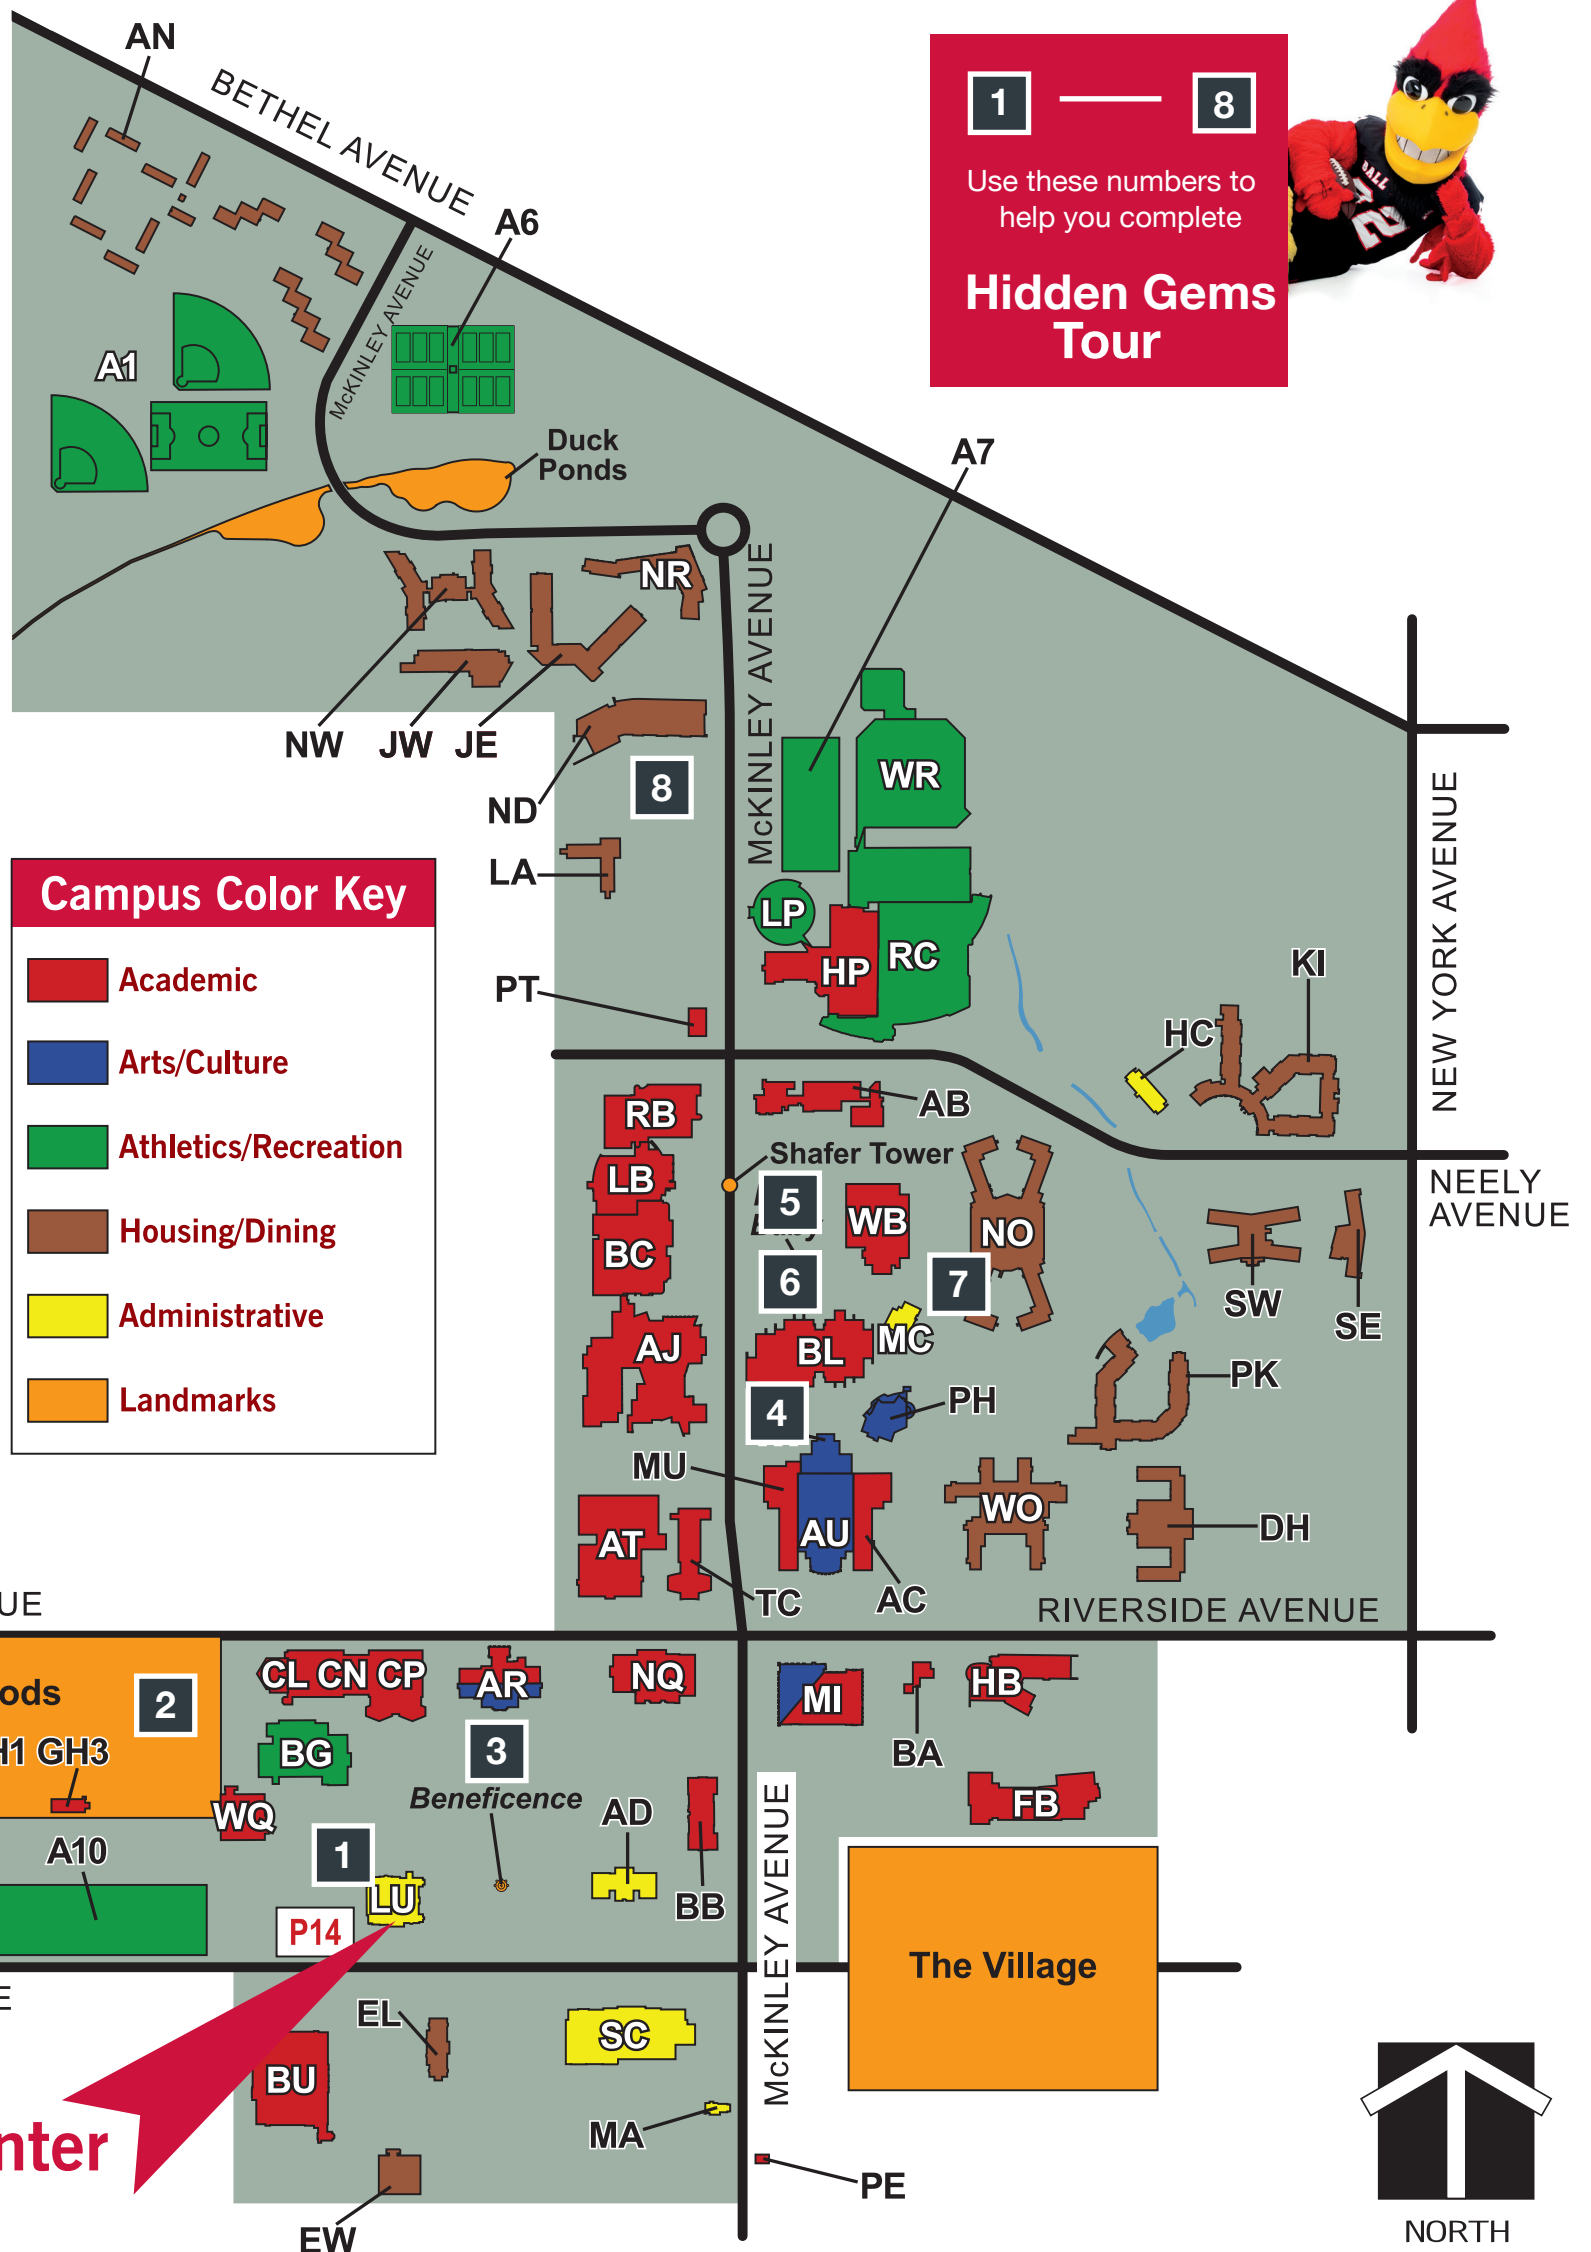 AN
BETHEL AVENUE
A6
1
8
Use these numbers to
help you complete
Hidden Gems
Tour
BALL
McKINLEY AVENUE
A1
Duck
Ponds
A7
NR
McKINLEY AVENUE
NW
JW
JE
ND
8
WR
LA
LP
HP
RC
PT
KI
HC
NEW YORK AVENUE
Campus Color Key
Academic
Arts/Culture
Athletics/Recreation
Housing/Dining
Administrative
Landmarks
RB
AB
Shafer Tower
LB
5
WB
NO
BC
6
7
NEELY
AVENUE
SW
SE
AJ
BL
MC
PK
4
PH
MU
AT
AU
WO
DH
TC
AC
UE
RIVERSIDE AVENUE
ods
2
CL CN CP
AR
NQ
MI
HB
H1 GH3
BG
3
BA
WQ
Beneficence
AD
FB
A10
1
LU
BB
P14
McKINLEY AVENUE
The Village
E
EL
SC
BU
MA
nter
PE
EW
NORTH